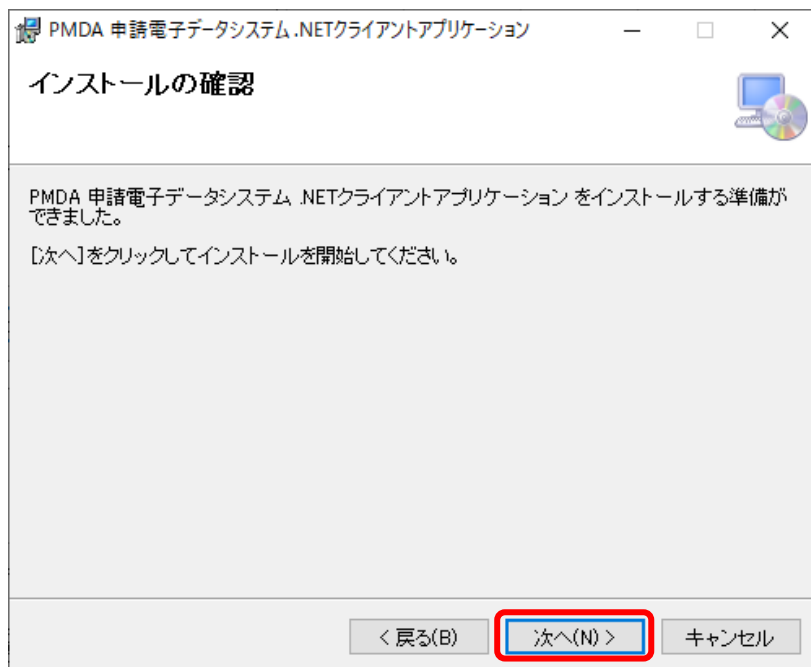 PMDA 申請電子データシステム.NETクライアントアプリケーション
インストールの確認
PMDA 申請電子データシステム .NETクライアントアプリケーション をインストールする準備が
できました。
[次へ]をクリックしてインストールを開始してください。
< 戻る(B) 次へ(N) > キャンセル